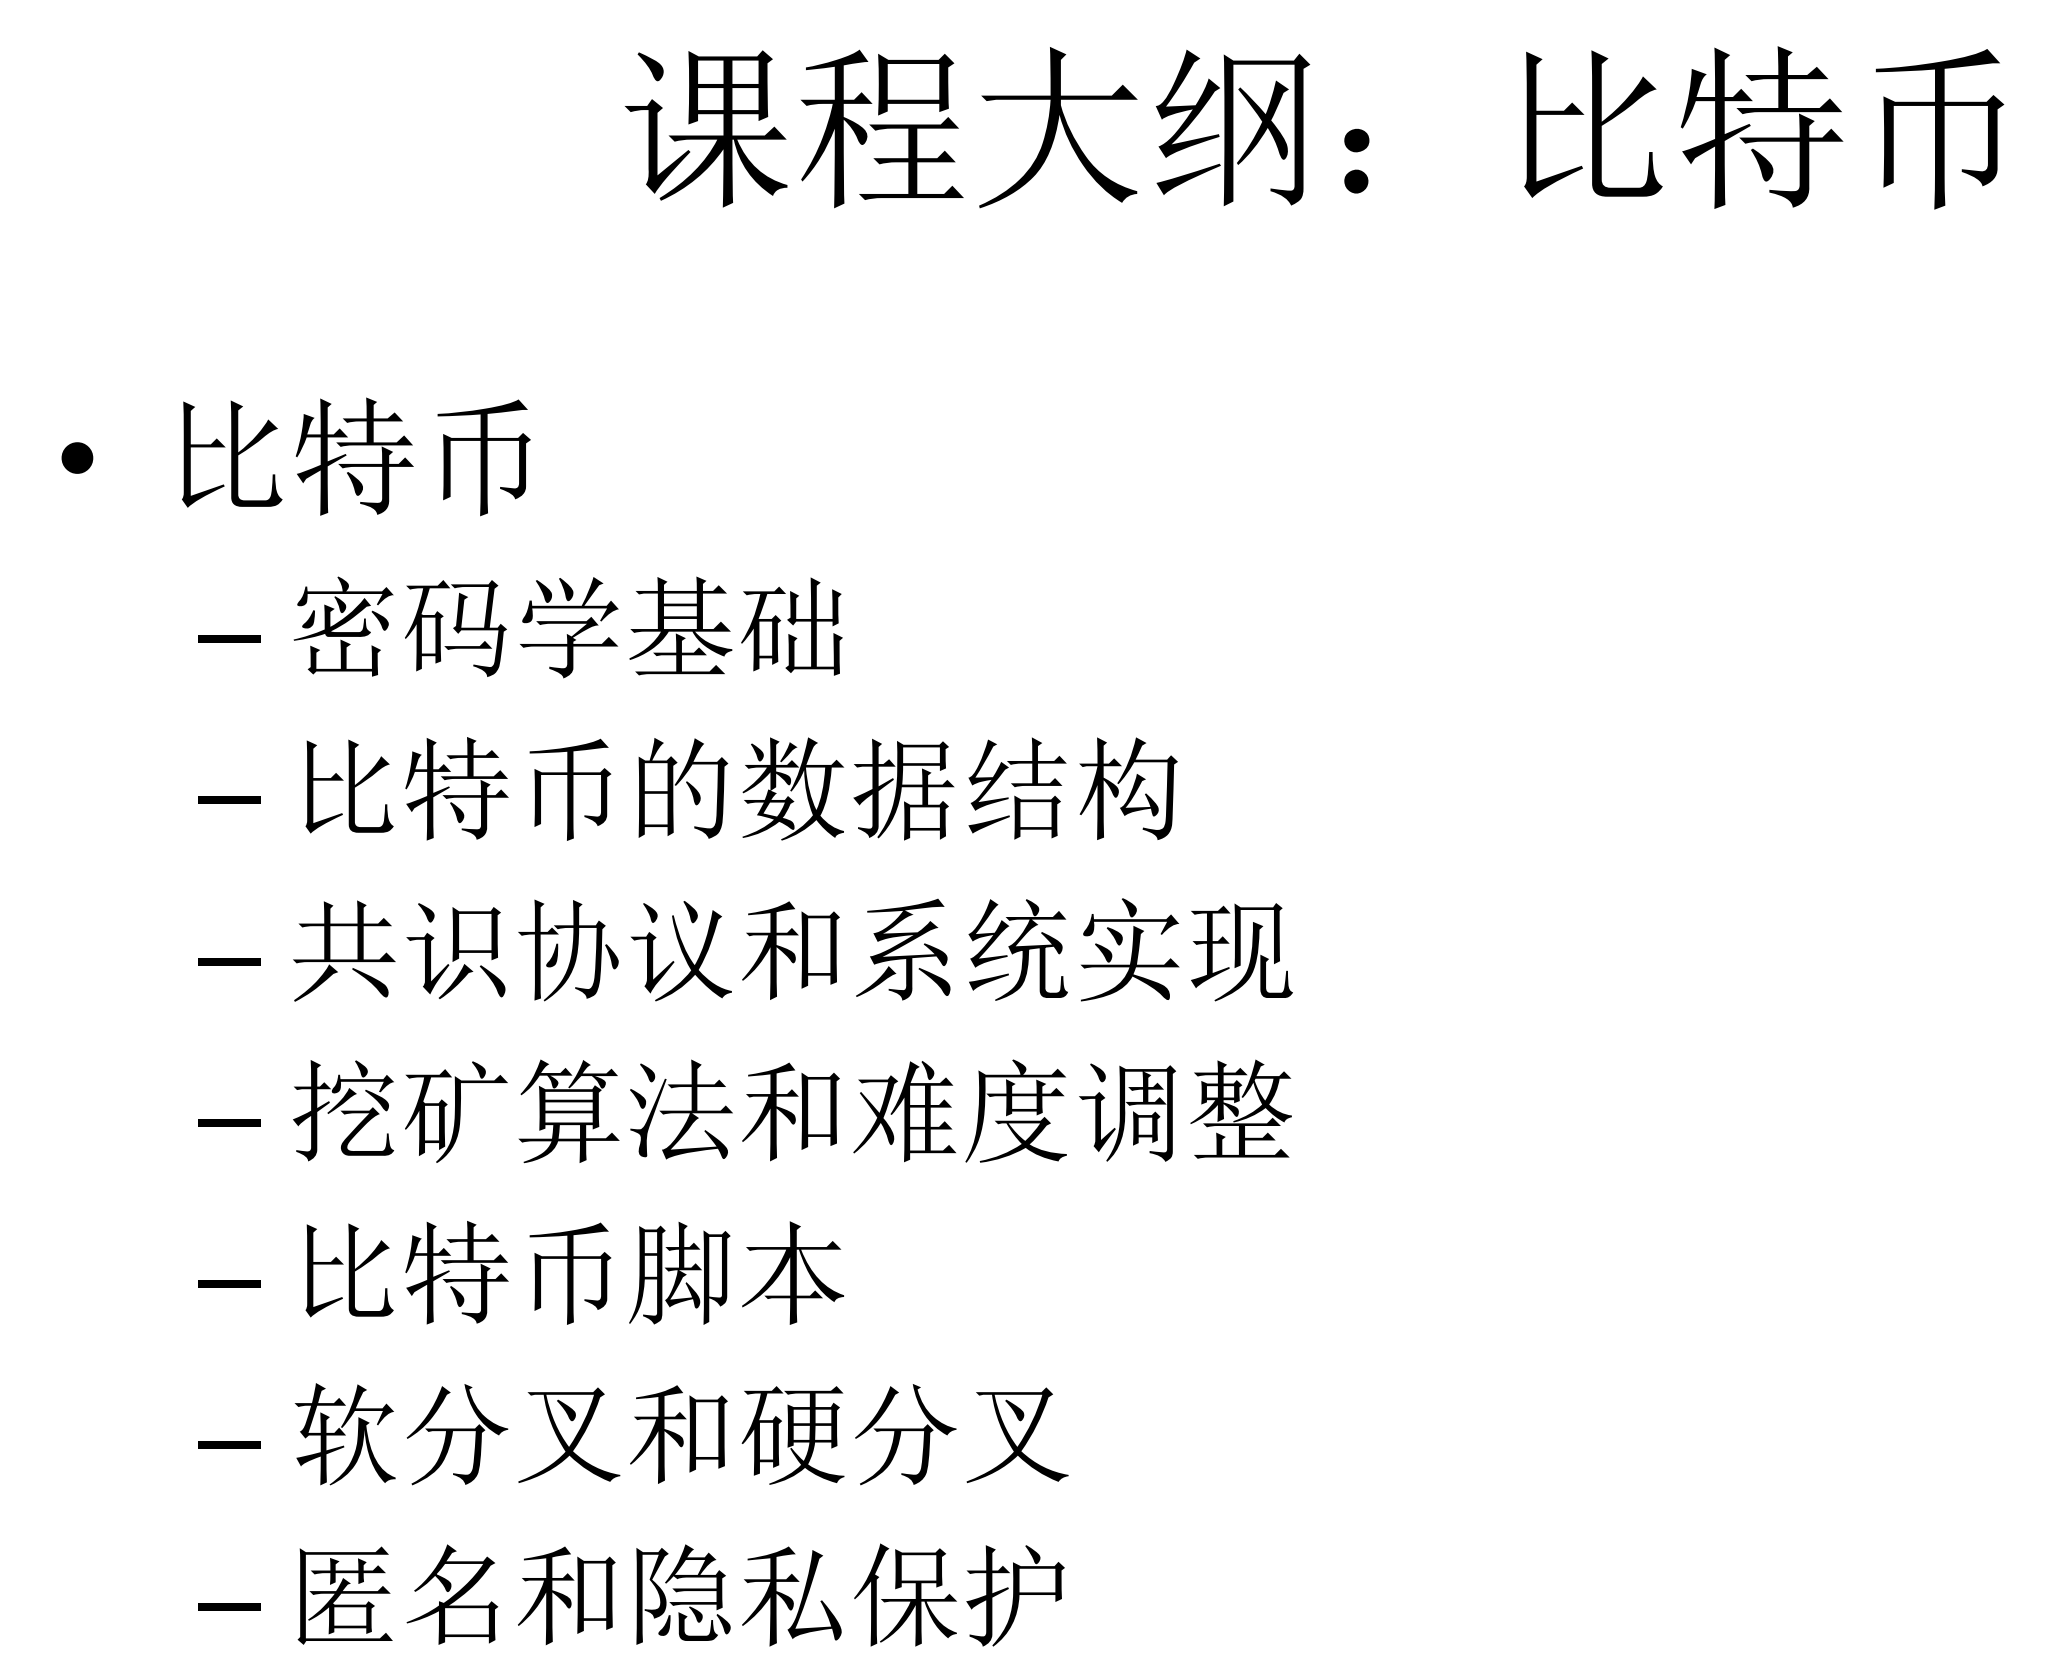 课程大纲： 比特币
• 比特币
– 密码学基础
– 比特币的数据结构
– 共识协议和系统实现
– 挖矿算法和难度调整
– 比特币脚本
– 软分叉和硬分叉
– 匿名和隐私保护